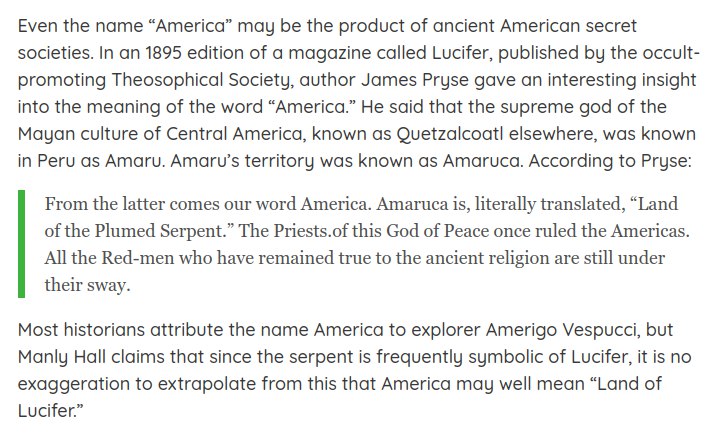 Even the name “America” may be the product of ancient American secret
societies. In an 1895 edition of a magazine called Lucifer, published by the occult-
promoting Theosophical Society, author James Pryse gave an interesting insight
into the meaning of the word “America.” He said that the supreme god of the
Mayan culture of Central America, known as Quetzalcoatl elsewhere, was known
in Peru as Amaru. Amaru’s territory was known as Amaruca. According to Pryse:
From the latter comes our word America. Amaruca is, literally translated, “Land
of the Plumed Serpent.” The Priests.of this God of Peace once ruled the Americas.
All the Red-men who have remained true to the ancient religion are still under
their sway.
Most historians attribute the name America to explorer Amerigo Vespucci, but
Manly Hall claims that since the serpent is frequently symbolic of Lucifer, it is no
exaggeration to extrapolate from this that America may well mean “Land of
Lucifer.”